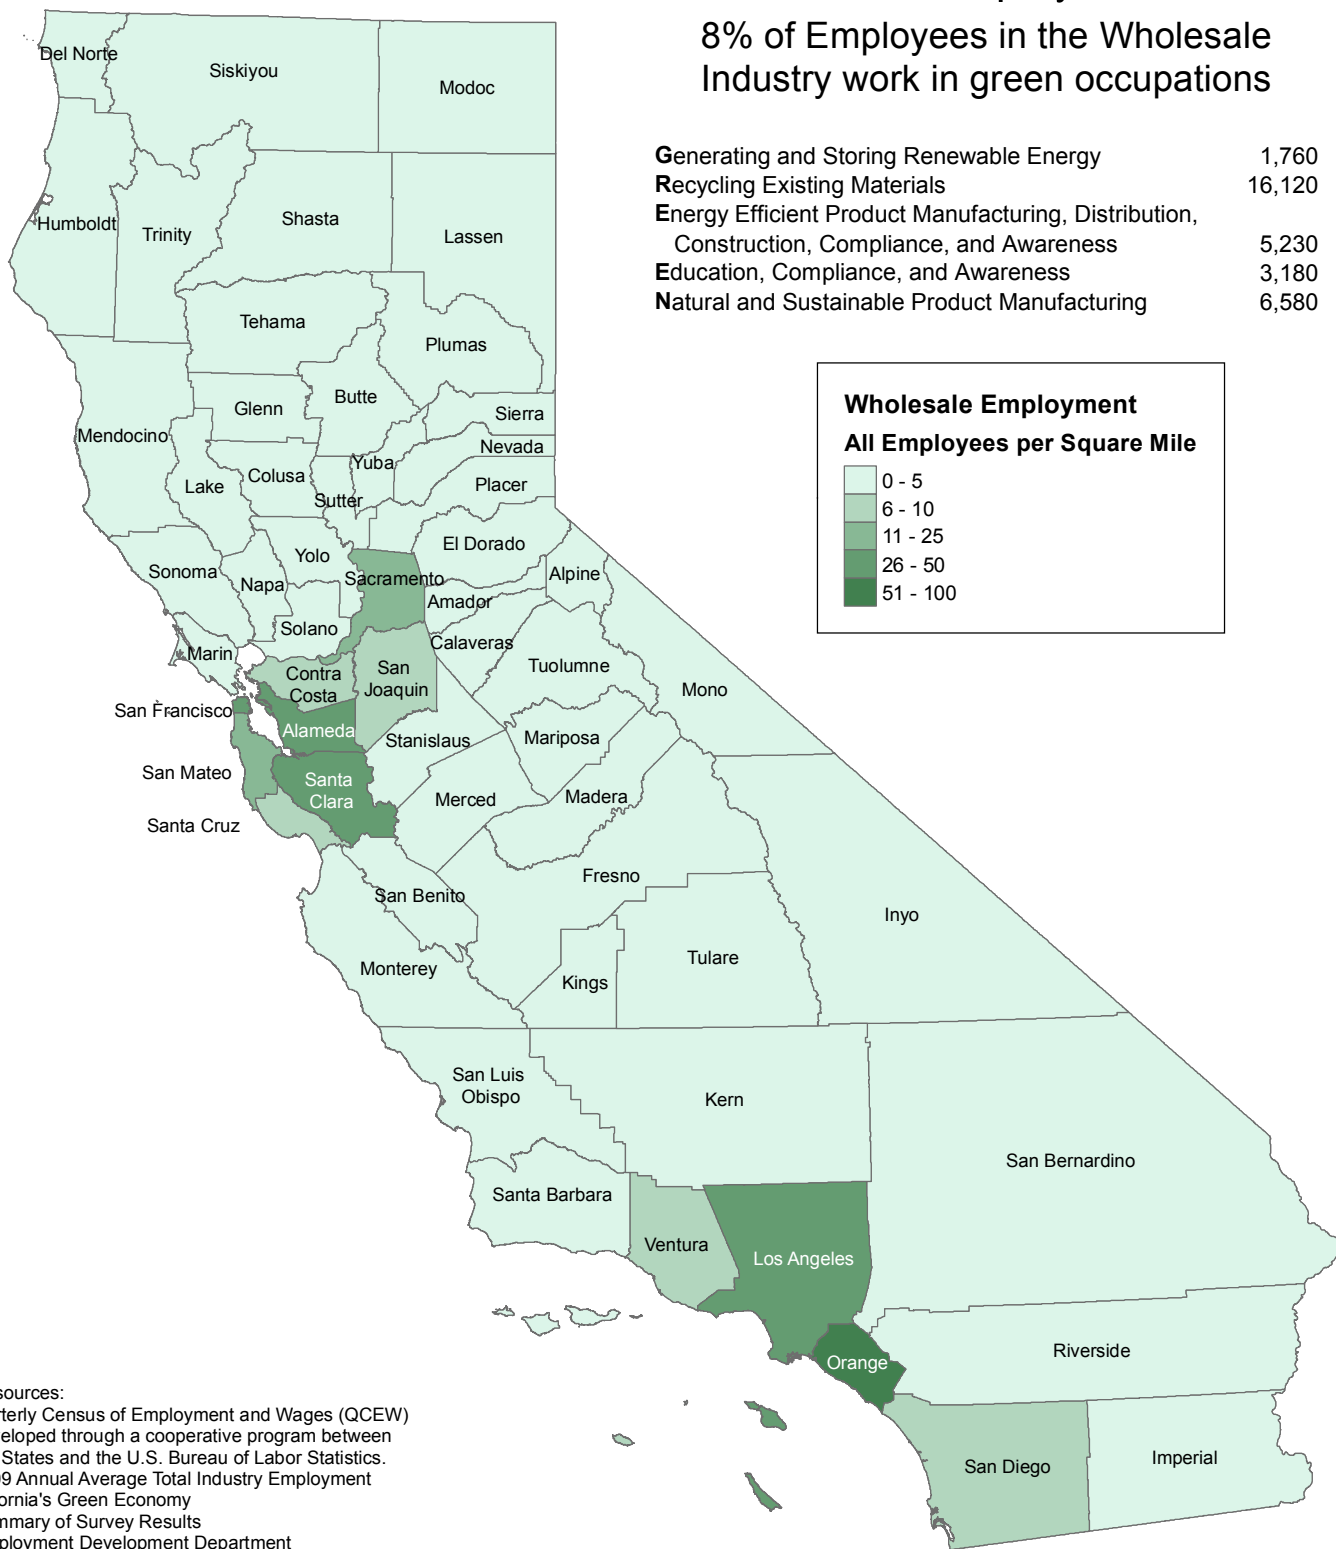 8% of Employees in the Wholesale
Industry work in green occupations
Generating and Storing Renewable Energy 1,760
Recycling Existing Materials 16,120
Energy Efficient Product Manufacturing, Distribution,
Construction, Compliance, and Awareness 5,230
Education, Compliance, and Awareness 3,180
Natural and Sustainable Product Manufacturing 6,580
Wholesale Employment
All Employees per Square Mile
0 - 5
6 - 10
11 - 25
26 - 50
51 - 100
Del Norte
Siskiyou
Modoc
Humboldt
Trinity
Shasta
Lassen
Tehama
Plumas
Mendocino
Glenn
Butte
Sierra
Nevada
Lake
Colusa
Yuba
Sutter
Placer
Sonoma
Napa
Yolo
El Dorado
Sacramento
Alpine
Amador
Solano
Marin
Calaveras
Contra
Costa
San
Joaquin
Tuolumne
Mono
San Francisco
Alameda
Stanislaus
Mariposa
San Mateo
Santa
Clara
Merced
Madera
Santa Cruz
Fresno
San Benito
Inyo
Monterey
Kings
Tulare
San Luis
Obispo
Kern
San Bernardino
Santa Barbara
Ventura
Los Angeles
Orange
Riverside
San Diego
Imperial
sources:
terly Census of Employment and Wages (QCEW)
eloped through a cooperative program between
States and the U.S. Bureau of Labor Statistics.
9 Annual Average Total Industry Employment
ornia's Green Economy
mmary of Survey Results
ployment Development Department